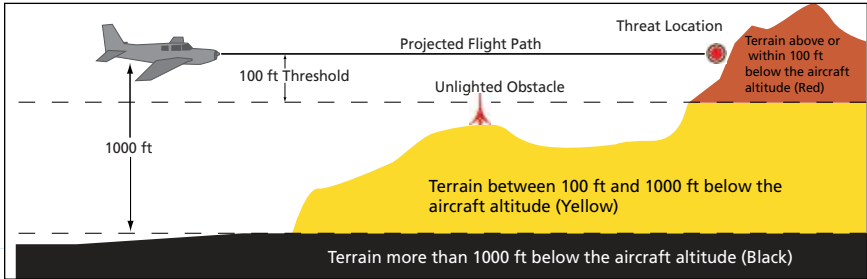 Threat Location
Projected Flight Path
Terrain above or
within 100 ft
below the aircraft
altitude (Red)
100 ft Threshold
Unlighted Obstacle
1000 ft
Terrain between 100 ft and 1000 ft below the
aircraft altitude (Yellow)
Terrain more than 1000 ft below the aircraft altitude (Black)